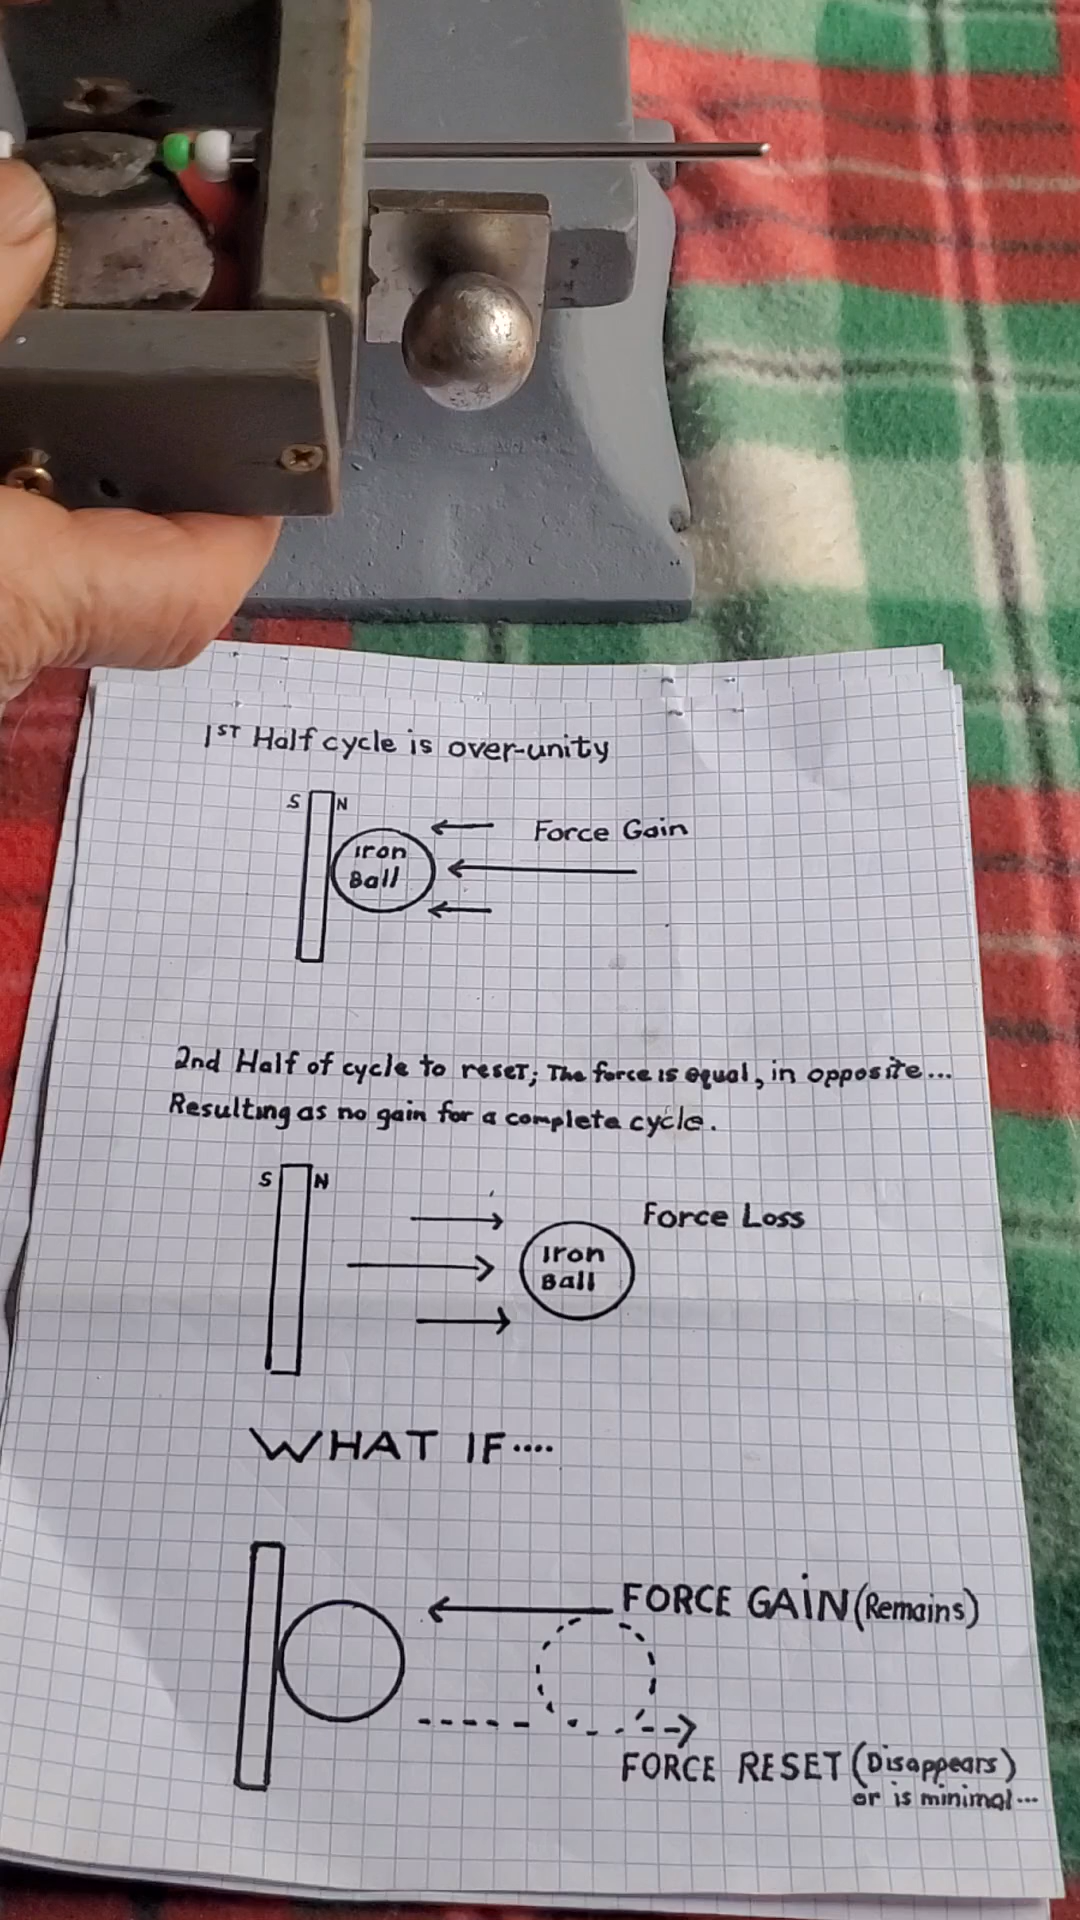 1ST Half cycle is over-unity
S N
Force Gain
Iron
Ball
2nd Half of cycle to reset; The force is equal, in opposite...
Resulting as no gain for a complete cycle.
S N
Force Loss
Iron
Ball
WHAT IF....
FORCE GAIN (Remains)
FORCE RESET (Disappears)
or is minimal...